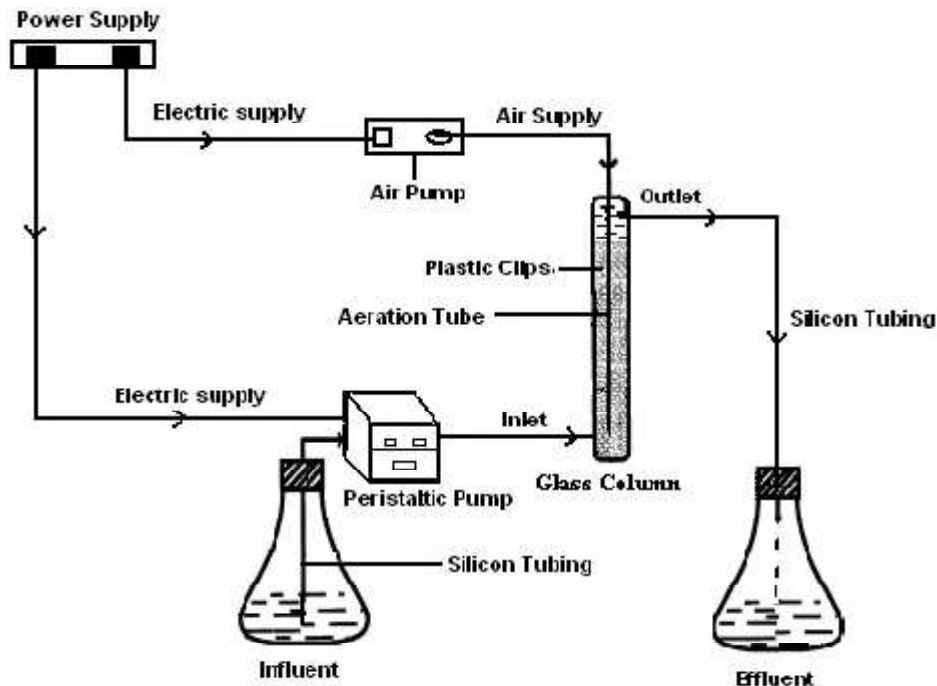 Power Supply
Electric supply
Air Supply
Air Pump
Outlet
Plastic Clips
Aeration Tube
Silicon Tubing
Electric supply
Inlet
Glass Column
Peristaltic Pump
Silicon Tubing
Influent
Effluent